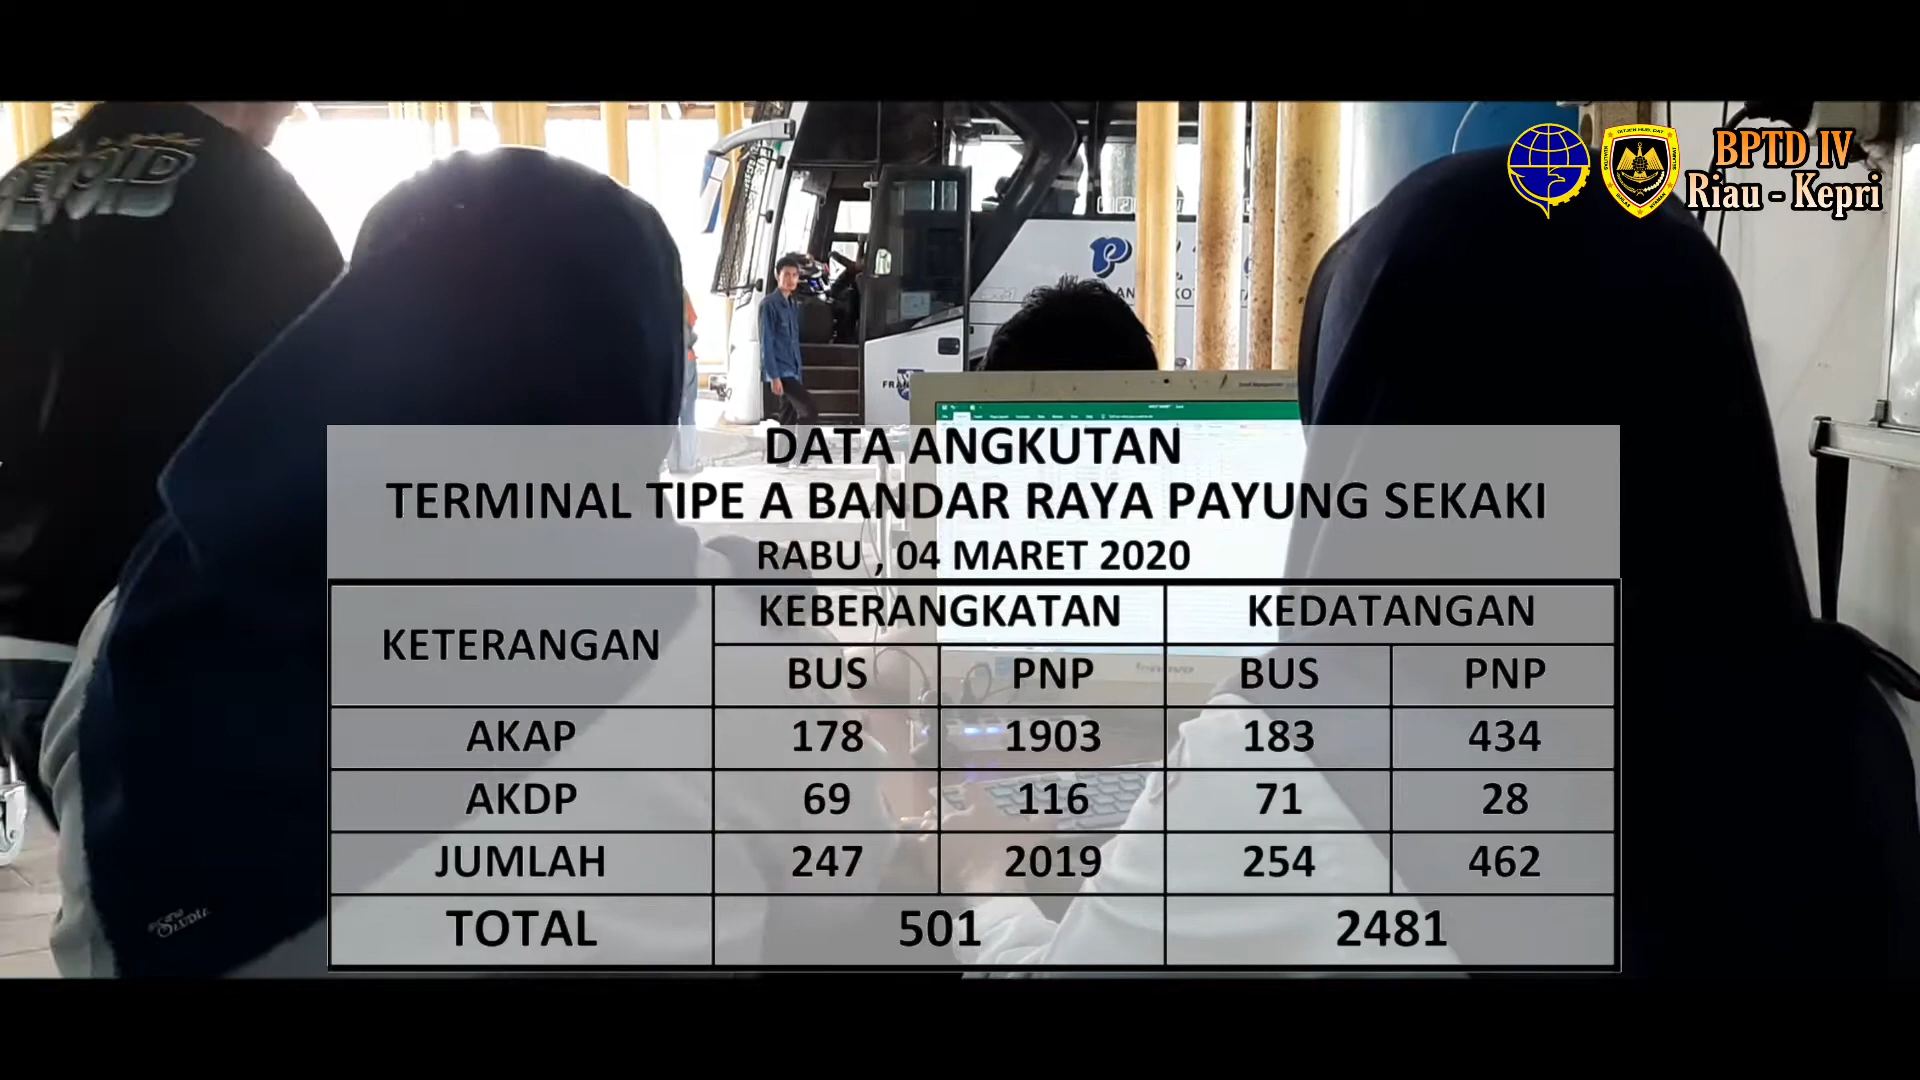 BPTD IV
Riau - Kepri
DATA ANGKUTAN
TERMINAL TIPE A BANDAR RAYA PAYUNG SEKAKI
RABU , 04 MARET 2020
KETERANGAN KEBERANGKATAN KEDATANGAN
BUS PNP BUS PNP
AKAP 178 1903 183 434
AKDP 69 116 71 28
JUMLAH 247 2019 254 462
TOTAL 501 2481
lenovo